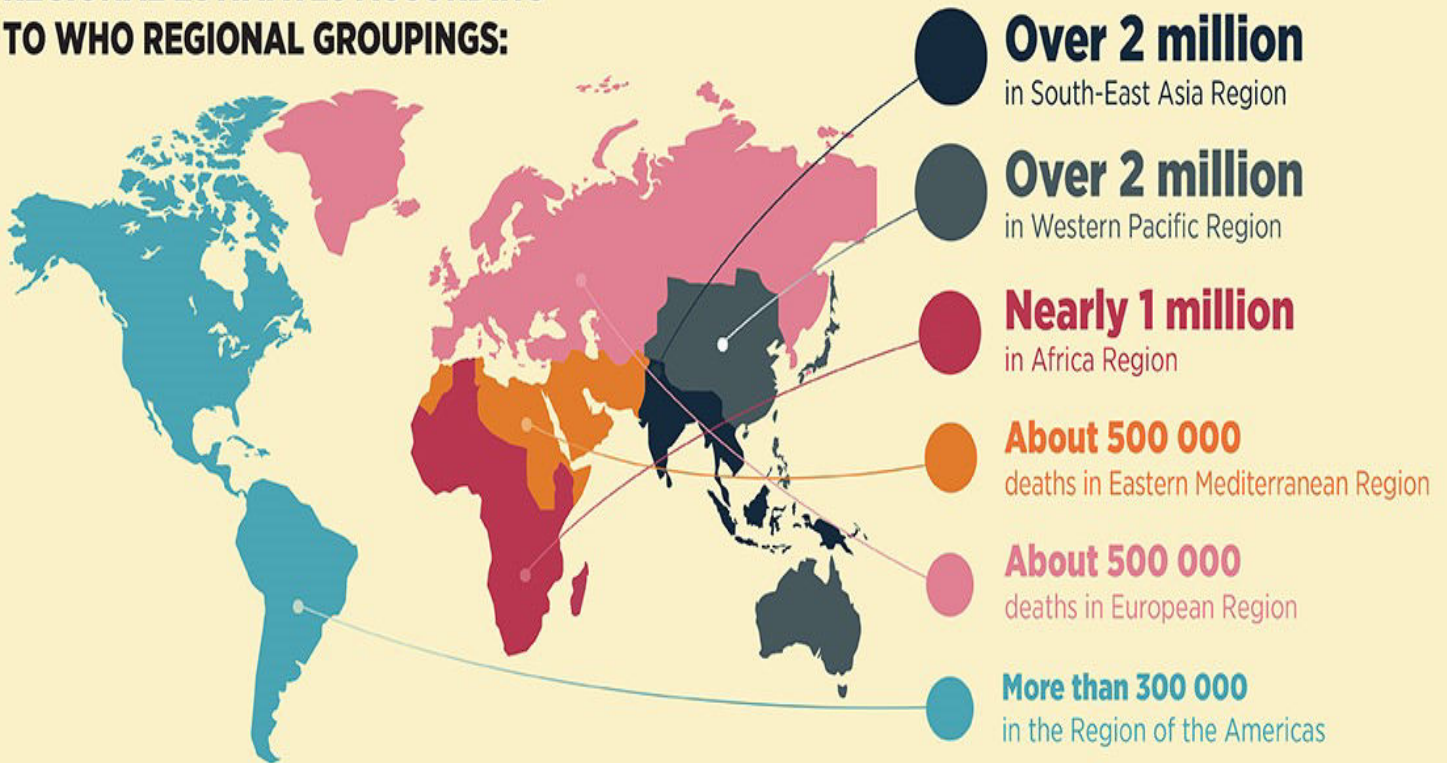 TO WHO REGIONAL GROUPINGS:
Over 2 million
in South-East Asia Region
Over 2 million
in Western Pacific Region
Nearly 1 million
in Africa Region
About 500 000
deaths in Eastern Mediterranean Region
About 500 000
deaths in European Region
More than 300 000
in the Region of the Americas